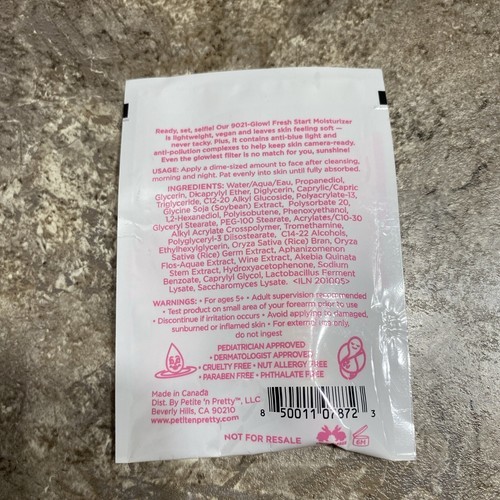 Ready, set, selfie! Our 9021-Glow! Fresh Start Moisturizer
is lightweight, vegan and leaves skin feeling soft —
never tacky. Plus, it contains anti-blue light and
anti-pollution complexes to help keep skin camera-ready.
Even the glowiest filter is no match for you, sunshine!
USAGE: Apply a dime-sized amount to face after cleansing,
morning and night. Pat evenly into skin until fully absorbed.
INGREDIENTS: Water/Aqua/Eau, Propanediol,
Glycerin, Dicaprylyl Ether, Diglycerin, Caprylic/Capric
Triglyceride, C12-20 Alkyl Glucoside, Polyacrylate-13,
Glycine Soja (Soybean) Extract, Polysorbate 20,
1,2-Hexanediol, Polyisobutene, Phenoxyethanol,
Glyceryl Stearate, PEG-100 Stearate, Acrylates/C10-30
Alkyl Acrylate Crosspolymer, Tromethamine,
Polyglyceryl-3 Diisostearate, C14-22 Alcohols,
Ethylhexylglycerin, Oryza Sativa (Rice) Bran, Oryza
Sativa (Rice) Germ Extract, Aphanizomenon
Flos-Aquae Extract, Wine Extract, Akebia Quinata
Stem Extract, Hydroxyacetophenone, Sodium
Benzoate, Caprylyl Glycol, Lactobacillus Ferment
Lysate, Saccharomyces Lysate. <ILN 201005>
WARNINGS: • For ages 5+ • Adult supervision recommended
• Test product on small area of your forearm prior to use
• Discontinue if irritation occurs • Avoid applying to damaged,
sunburned or inflamed skin • For external use only,
do not ingest
PEDIATRICIAN APPROVED
• DERMATOLOGIST APPROVED
• CRUELTY FREE • NUT ALLERGY FREE
• PARABEN FREE • PHTHALATE FREE
Made in Canada
Dist. By Petite 'n Pretty™, LLC
Beverly Hills, CA 90210
www.petitenpretty.com
8 50011 07872 3
NOT FOR RESALE
6H